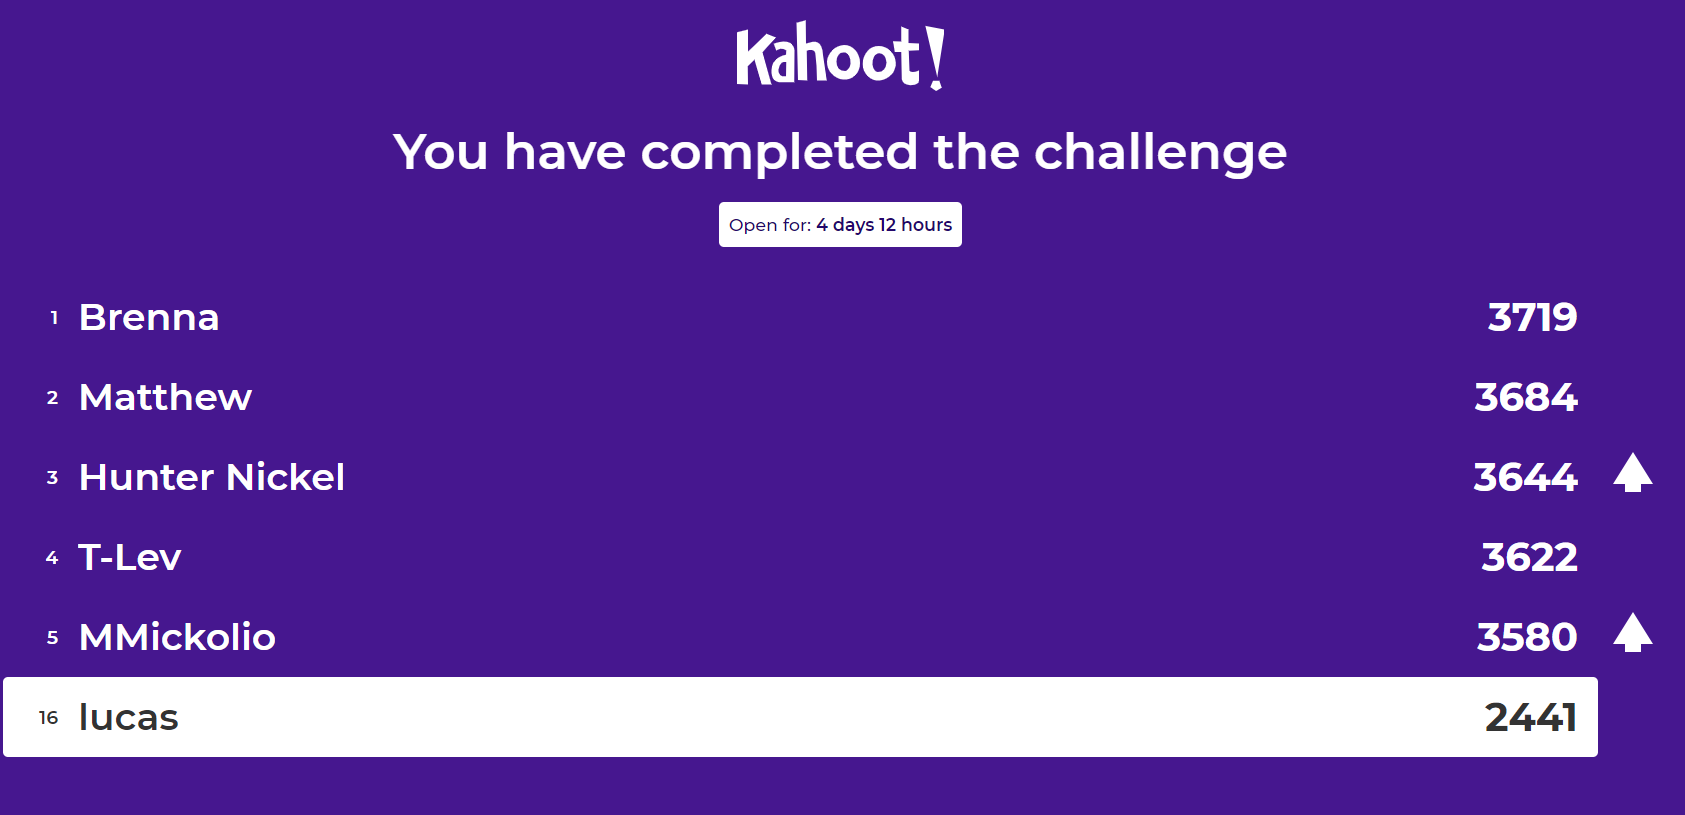 Kahoot!
You have completed the challenge
Open for: 4 days 12 hours
1 Brenna 3719
2 Matthew 3684
3 Hunter Nickel 3644
4 T-Lev 3622
5 MMickolio 3580
16 lucas 2441